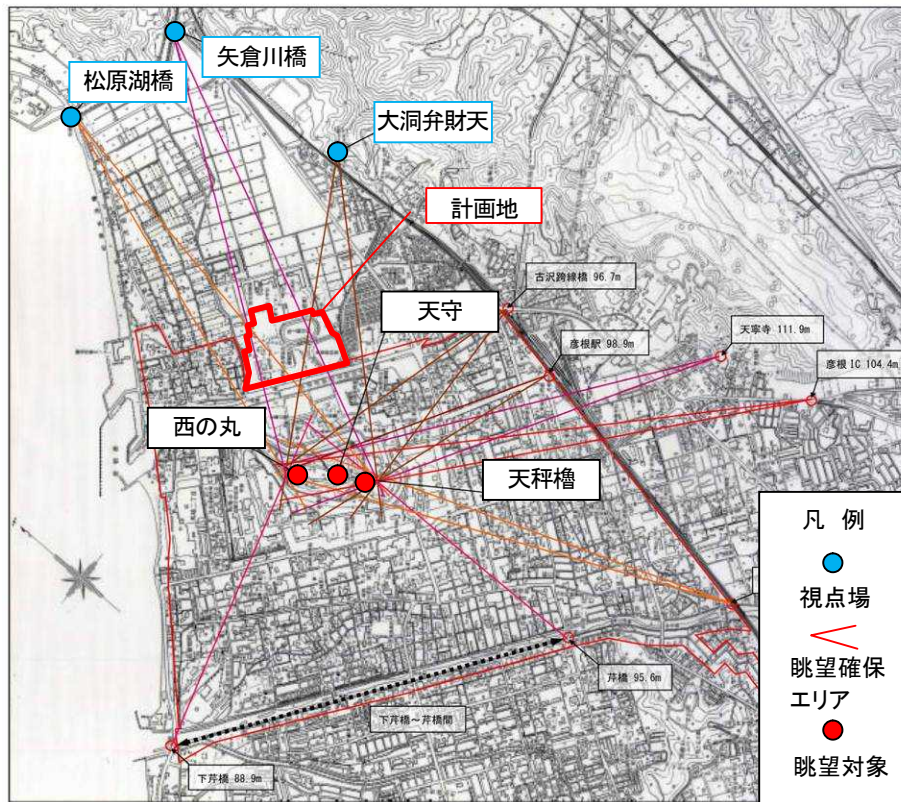 矢倉川橋
松原湖橋
大洞弁財天
計画地
古沢跨線橋 96.7m
天守
天寧寺 111.9m
彦根駅 98.9m
彦根 IC 104.4m
西の丸
天秤櫓
凡 例
視点場
眺望確保
エリア
眺望対象
芹橋 95.6m
下芹橋～芹橋間
下芹橋 88.9m